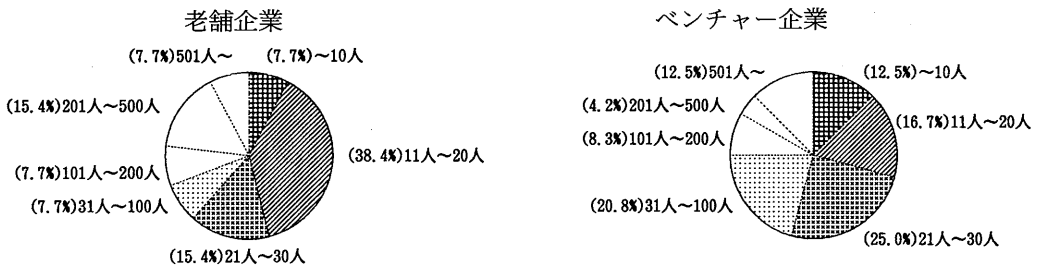 老舗企業
(7.7%)501人～
(7.7%)～10人
(15.4%)201人～500人
(38.4%)11人～20人
(7.7%)101人～200人
(7.7%)31人～100人
(15.4%)21人～30人
ベンチャー企業
(12.5%)501人～
(12.5%)～10人
(4.2%)201人～500人
(16.7%)11人～20人
(8.3%)101人～200人
(20.8%)31人～100人
(25.0%)21人～30人